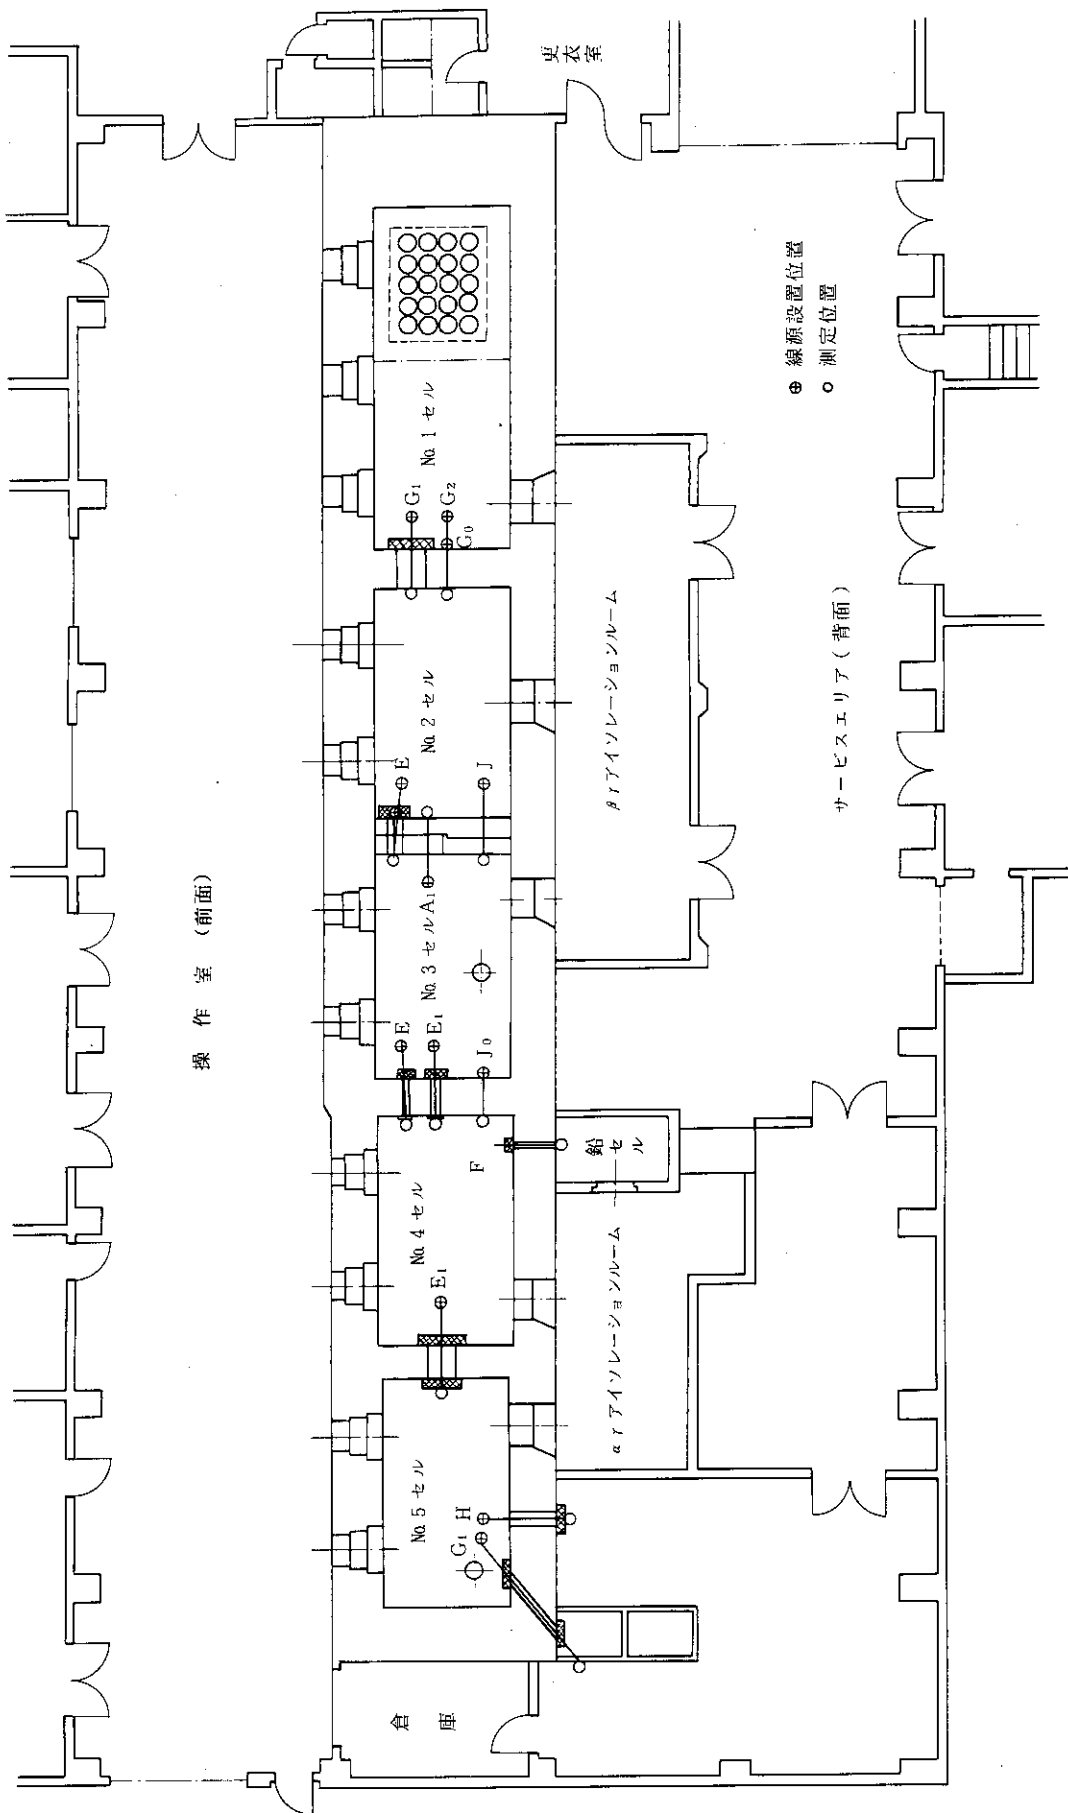 操作室 (前面)
倉庫
No.5セル
G1
H
No.4セル
E1
F
No.3セル
A1
E
E1
J0
No.2セル
E
J
No.1セル
G1
G2
G0
鉛セル
αγアイソレーションルーム
βγアイソレーションルーム
サービスエリア(背面)
更衣室
⊕ 線源設置位置
○ 測定位置